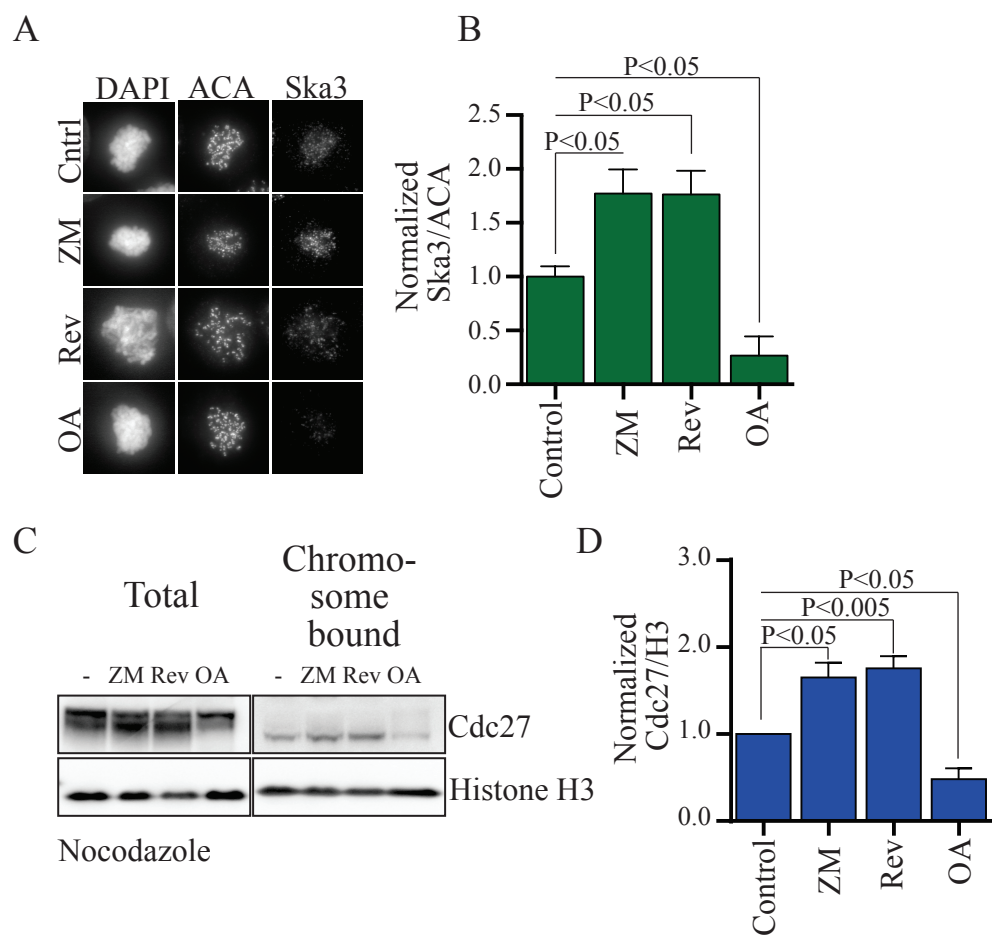 A
DAPI ACA Ska3
Cntrl
ZM
Rev
OA
B
P<0.05
P<0.05
P<0.05
Normalized
Ska3/ACA
2.5
2.0
1.5
1.0
0.5
0.0
Control
ZM
Rev
OA
C
Total
Chromo-
some
bound
- ZM Rev OA
- ZM Rev OA
Cdc27
Histone H3
Nocodazole
D
P<0.05
P<0.005
P<0.05
Normalized
Cdc27/H3
3.0
2.0
1.0
0.0
Control
ZM
Rev
OA